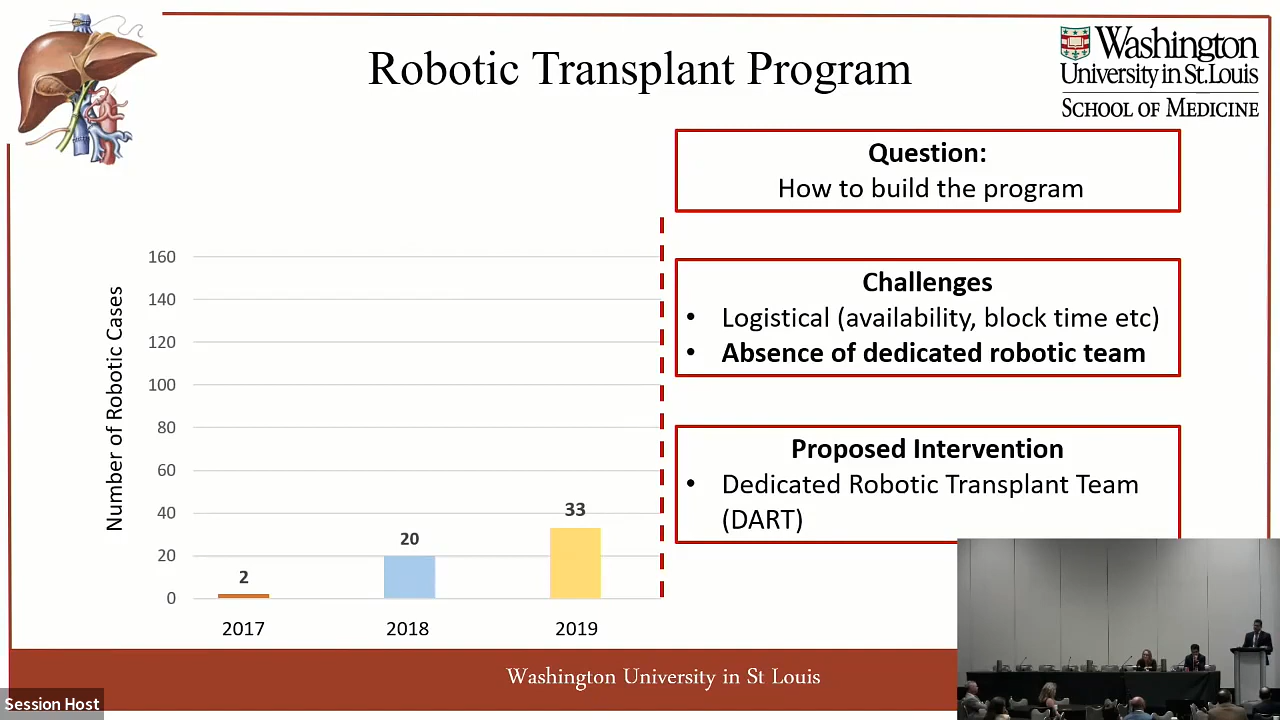 Robotic Transplant Program
Washington
University in St. Louis
SCHOOL OF MEDICINE
Question:
How to build the program
Challenges
• Logistical (availability, block time etc)
• Absence of dedicated robotic team
Proposed Intervention
• Dedicated Robotic Transplant Team
(DART)
Number of Robotic Cases
160
140
120
100
80
60
40
20
0
2
20
33
2017
2018
2019
Washington University in St Louis
Session Host